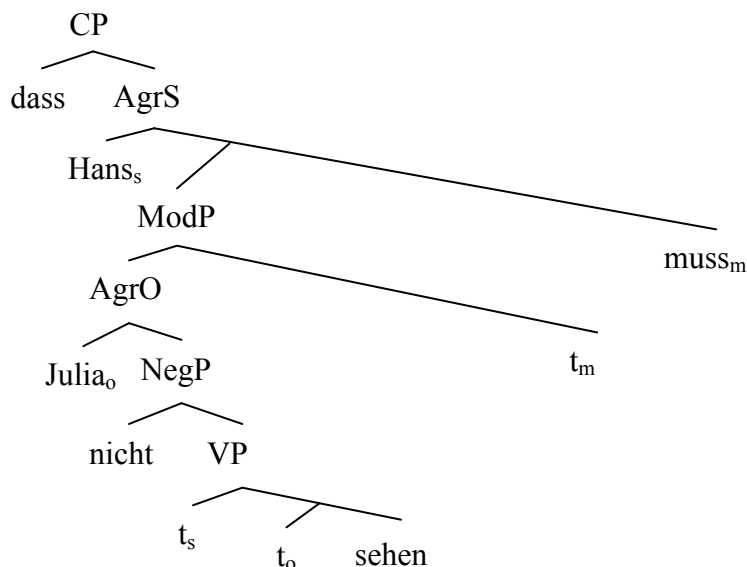 CP
dass AgrS
Hansₛ
ModP
mussₘ
AgrO
tₘ
Juliaₒ NegP
nicht VP
tₛ
tₒ sehen